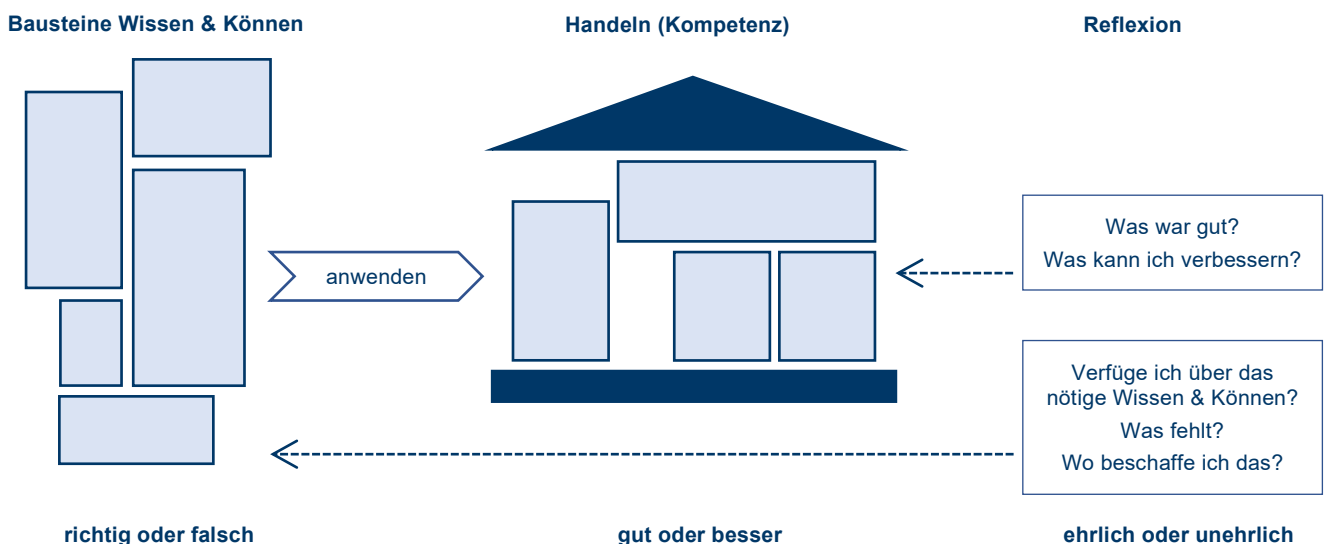 Bausteine Wissen & Können
Handeln (Kompetenz)
Reflexion
anwenden
Was war gut?
Was kann ich verbessern?
Verfüge ich über das
nötige Wissen & Können?
Was fehlt?
Wo beschaffe ich das?
richtig oder falsch
gut oder besser
ehrlich oder unehrlich